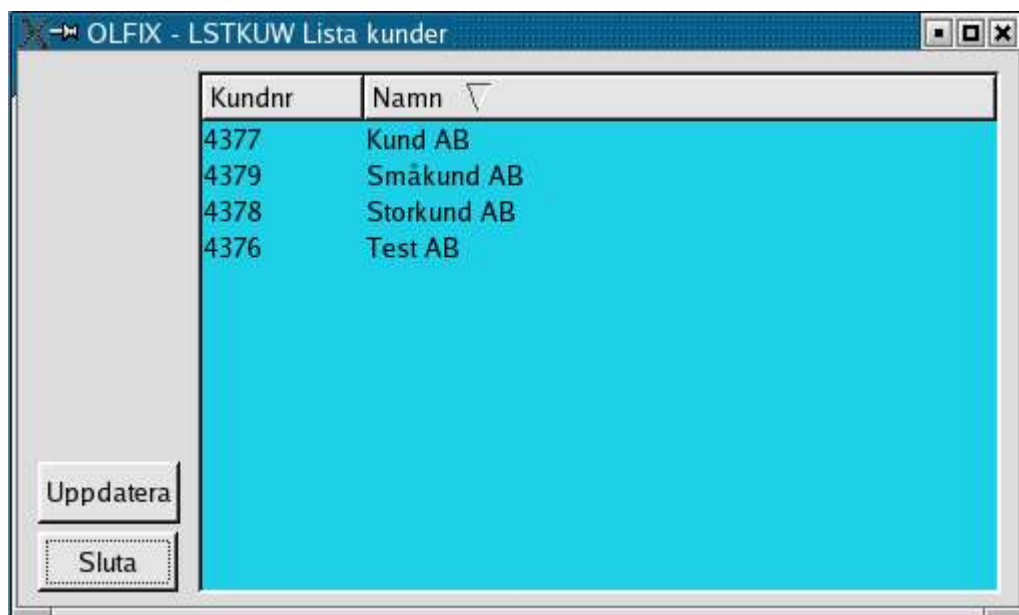 OLFIX - LSTKUW Lista kunder
Kundnr Namn
4377 Kund AB
4379 Småkund AB
4378 Storkund AB
4376 Test AB
Uppdatera
Sluta